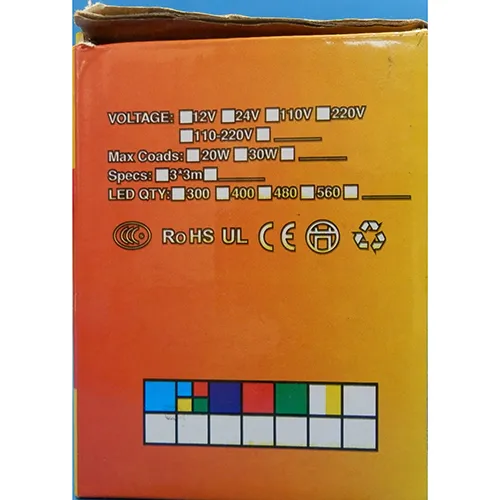 VOLTAGE: 12V 24V 110V 220V
110-220V
Max Coads: 20W 30W
Specs: 3*3m
LED QTY: 300 400 480 560
RoHS UL CE